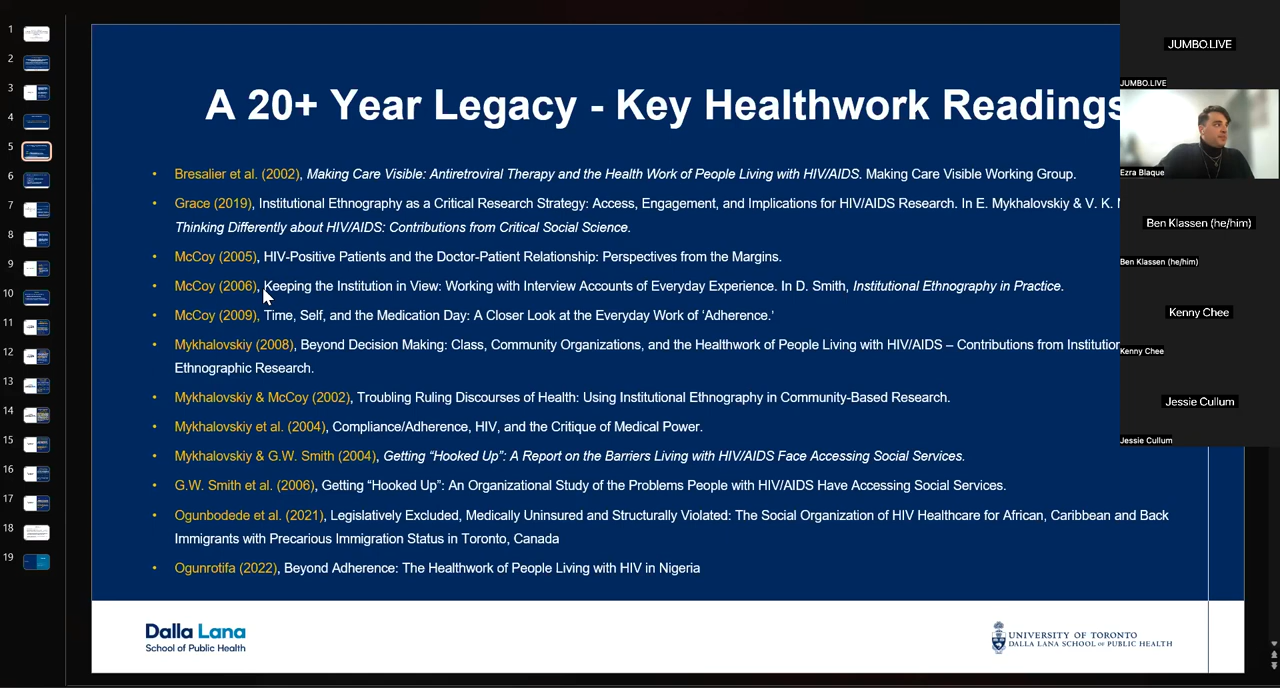 1
2
3
4
5
6
7
8
9
10
11
12
13
14
15
16
17
18
19
A 20+ Year Legacy - Key Healthwork Readings
• Bresalier et al. (2002), Making Care Visible: Antiretroviral Therapy and the Health Work of People Living with HIV/AIDS. Making Care Visible Working Group.
• Grace (2019), Institutional Ethnography as a Critical Research Strategy: Access, Engagement, and Implications for HIV/AIDS Research. In E. Mykhalovskiy & V. K.
Thinking Differently about HIV/AIDS: Contributions from Critical Social Science.
• McCoy (2005), HIV-Positive Patients and the Doctor-Patient Relationship: Perspectives from the Margins.
• McCoy (2006), Keeping the Institution in View: Working with Interview Accounts of Everyday Experience. In D. Smith, Institutional Ethnography in Practice.
• McCoy (2009), Time, Self, and the Medication Day: A Closer Look at the Everyday Work of ‘Adherence.’
• Mykhalovskiy (2008), Beyond Decision Making: Class, Community Organizations, and the Healthwork of People Living with HIV/AIDS – Contributions from Institution
Ethnographic Research.
• Mykhalovskiy & McCoy (2002), Troubling Ruling Discourses of Health: Using Institutional Ethnography in Community-Based Research.
• Mykhalovskiy et al. (2004), Compliance/Adherence, HIV, and the Critique of Medical Power.
• Mykhalovskiy & G.W. Smith (2004), Getting “Hooked Up”: A Report on the Barriers Living with HIV/AIDS Face Accessing Social Services.
• G.W. Smith et al. (2006), Getting “Hooked Up”: An Organizational Study of the Problems People with HIV/AIDS Have Accessing Social Services.
• Ogunbodede et al. (2021), Legislatively Excluded, Medically Uninsured and Structurally Violated: The Social Organization of HIV Healthcare for African, Caribbean and Back
Immigrants with Precarious Immigration Status in Toronto, Canada
• Ogunrotifa (2022), Beyond Adherence: The Healthwork of People Living with HIV in Nigeria
Dalla Lana
School of Public Health
UNIVERSITY OF TORONTO
DALLA LANA SCHOOL OF PUBLIC HEALTH
JUMBO.LIVE
JUMBO.LIVE
Ezra Blaque
Ben Klassen (he/him)
Ben Klassen (he/him)
Kenny Chee
Kenny Chee
Jessie Cullum
Jessie Cullum